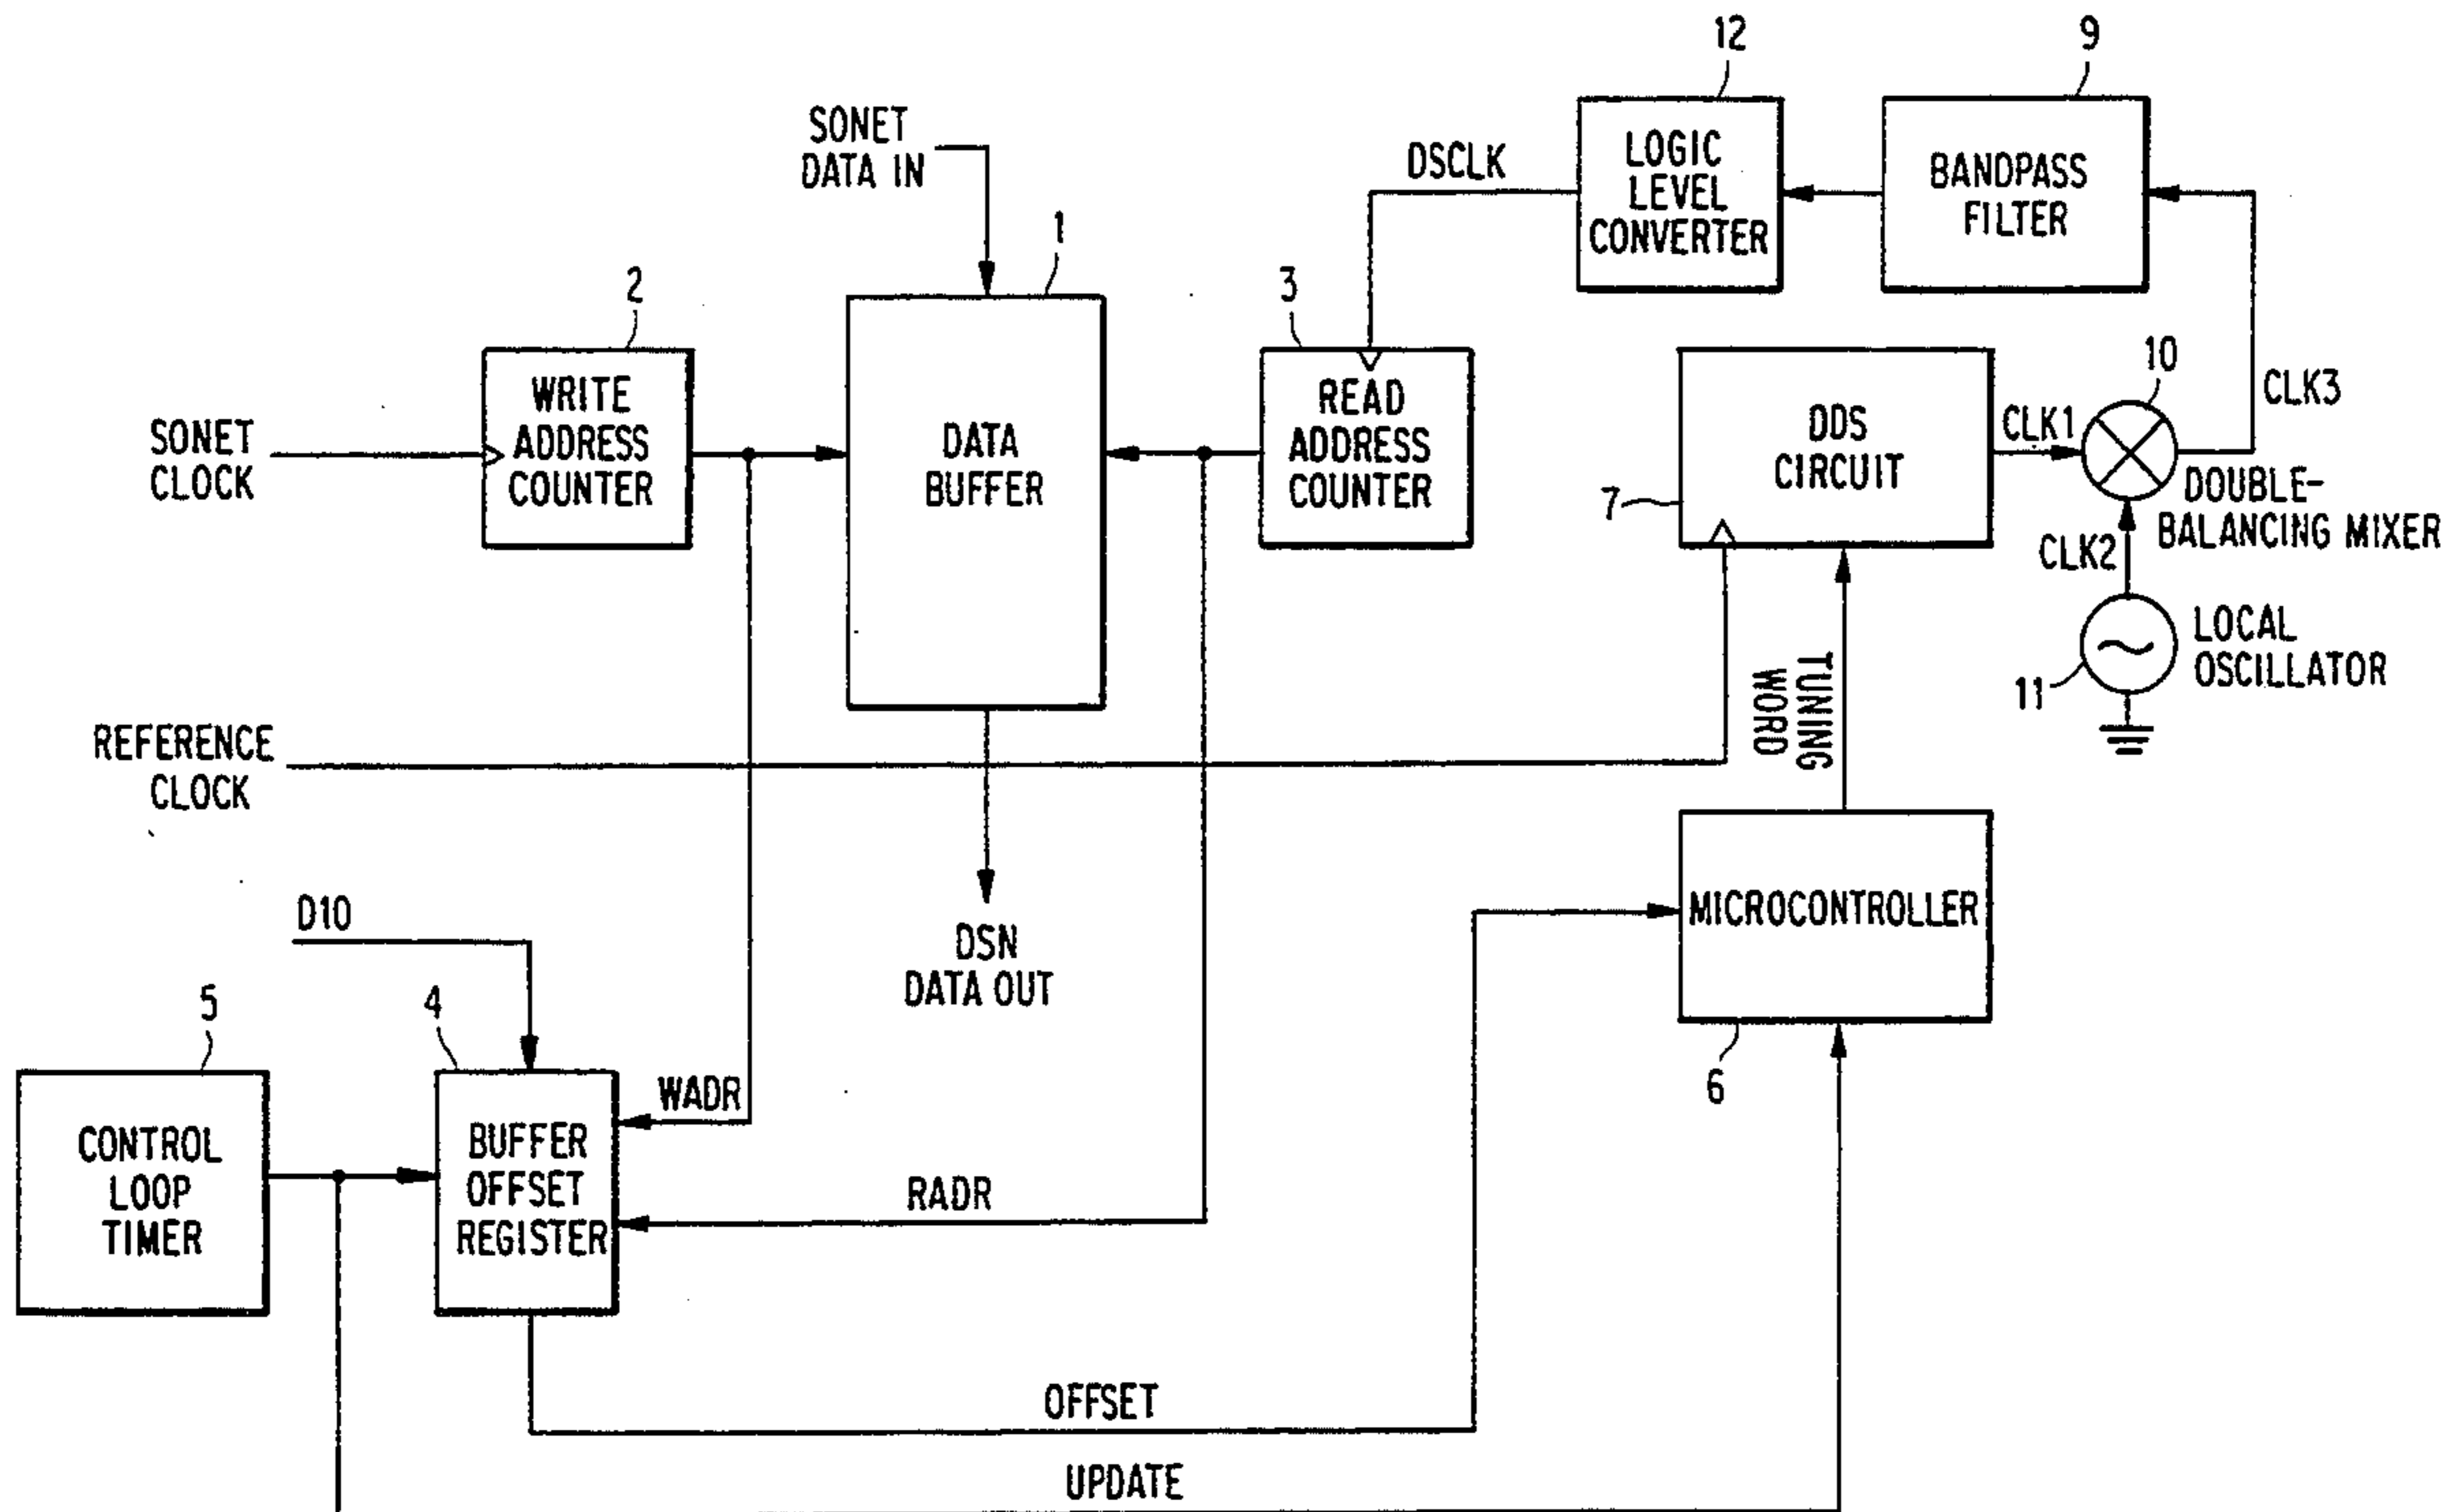 12
9
SONET
DATA IN
DSCLK
LOGIC
LEVEL
CONVERTER
BANDPASS
FILTER
1
2
3
10
CLK3
WRITE
ADDRESS
COUNTER
SONET
CLOCK
DATA
BUFFER
READ
ADDRESS
COUNTER
DDS
CIRCUIT
CLK1
7
DOUBLE-
BALANCING MIXER
CLK2
LOCAL
OSCILLATOR
11
TUNING
WORD
REFERENCE
CLOCK
D10
MICROCONTROLLER
DSN
DATA OUT
5
4
6
WADR
CONTROL
LOOP
TIMER
BUFFER
OFFSET
REGISTER
RADR
OFFSET
UPDATE